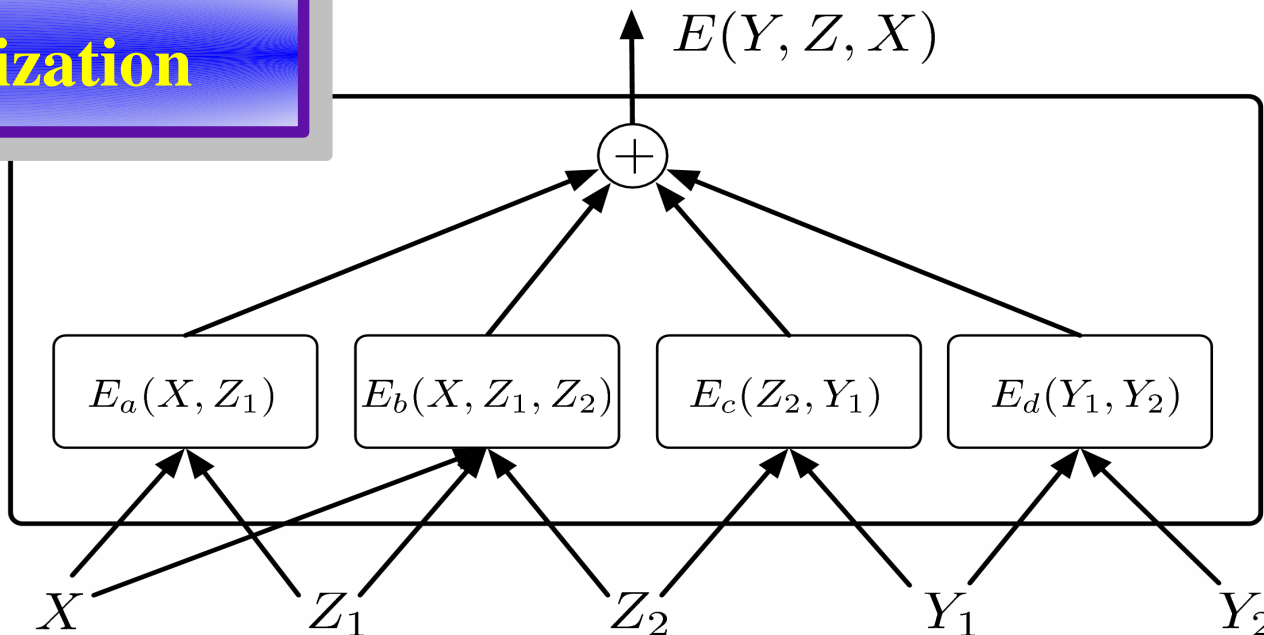 ization
E(Y, Z, X)
+
E_a(X, Z_1) E_b(X, Z_1, Z_2) E_c(Z_2, Y_1) E_d(Y_1, Y_2)
X Z_1 Z_2 Y_1 Y_2